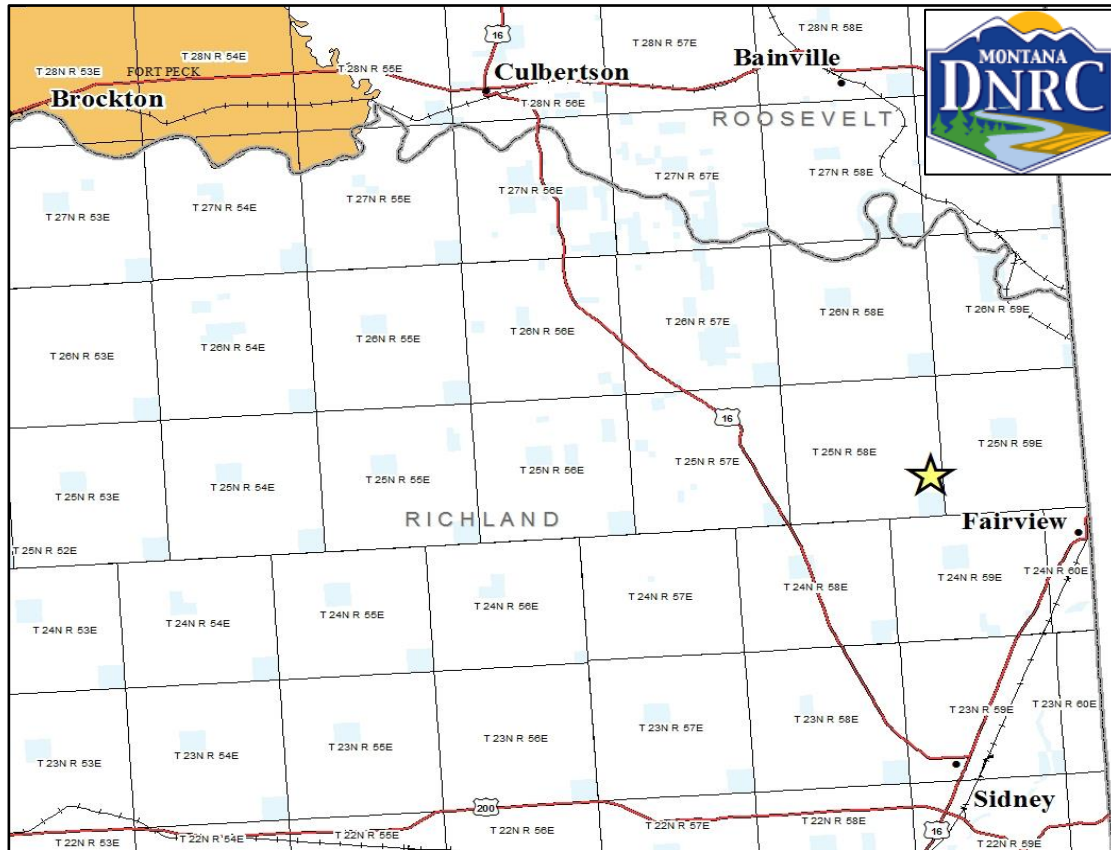 16
T 28N R 58E
T 28N R 57E
MONTANA
DNRC
T 28N R 54E
Bainville
T 28N R 53E
FORT PECK
T 28N R 55E
Culbertson
Brockton
T 28N R 56E
ROOSEVELT
T 27N R 57E
T 27N R 58E
T 27N R 53E
T 27N R 54E
T 27N R 55E
T 27N R 56E
T 26N R 53E
T 26N R 54E
T 26N R 55E
T 26N R 56E
T 26N R 57E
T 26N R 58E
T 26N R 59E
16
T 25N R 53E
T 25N R 54E
T 25N R 55E
T 25N R 56E
T 25N R 57E
T 25N R 58E
T 25N R 59E
RICHLAND
Fairview
T 25N R 52E
T 24N R 53E
T 24N R 54E
T 24N R 55E
T 24N R 56E
T 24N R 57E
T 24N R 58E
T 24N R 59E
T 24N R 60E
T 23N R 53E
T 23N R 54E
T 23N R 55E
T 23N R 56E
T 23N R 57E
T 23N R 58E
T 23N R 59E
T 23N R 60E
Sidney
200
T 22N R 53E
T 22N R 54E
T 22N R 55E
T 22N R 56E
T 22N R 57E
T 22N R 58E
16
T 22N R 59E